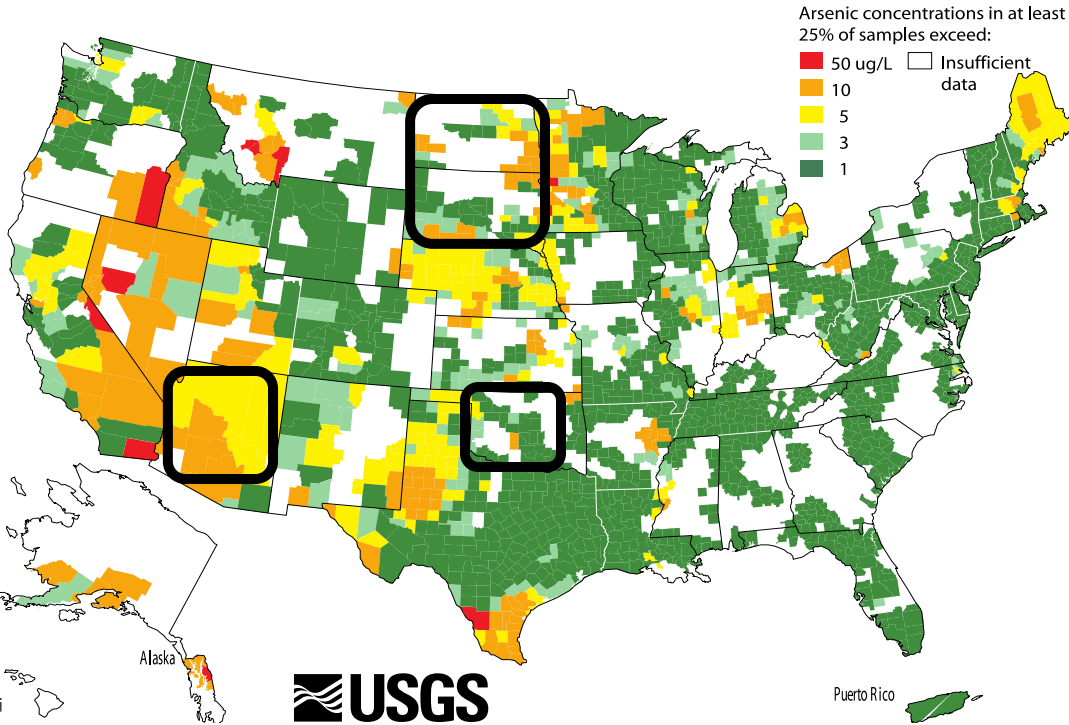 Arsenic concentrations in at least
25% of samples exceed:
50 ug/L Insufficient
data
10
5
3
1
Alaska
USGS
Puerto Rico